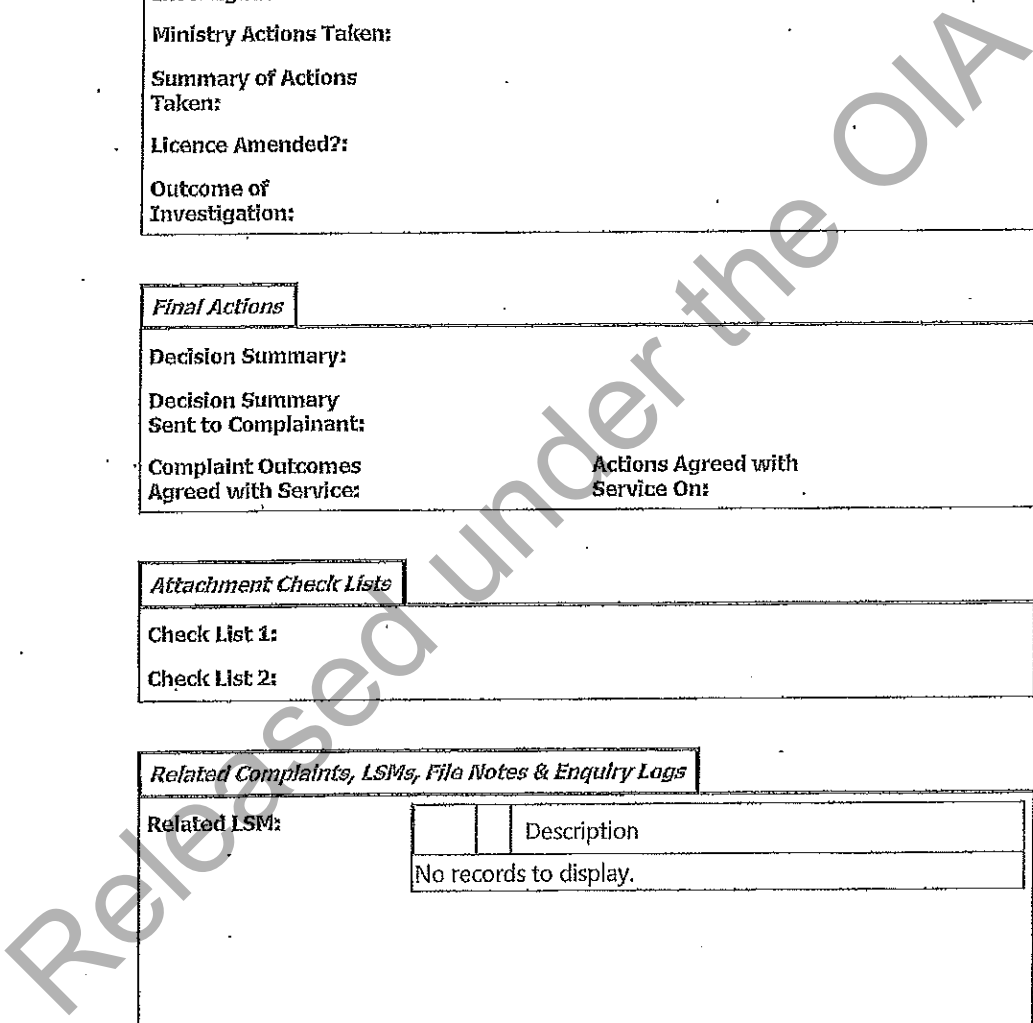 Ministry Actions Taken:
Summary of Actions
Taken:
Licence Amended?:
Outcome of
Investigation:
Final Actions
Decision Summary:
Decision Summary
Sent to Complainant:
Complaint Outcomes
Agreed with Service:
Actions Agreed with
Service On:
Attachment Check Lists
Check List 1:
Check List 2:
Related Complaints, LSMs, File Notes & Enquiry Logs
Related LSM:
Description
No records to display.
Released under the OIA